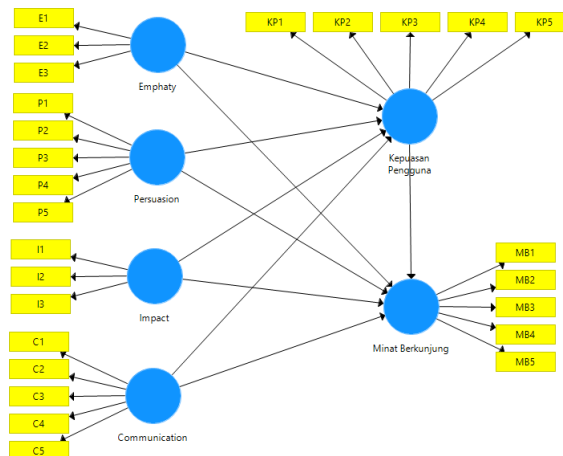 E1
E2
E3
Emphaty
P1
P2
P3
P4
P5
Persuasion
I1
I2
I3
Impact
C1
C2
C3
C4
C5
Communication
KP1
KP2
KP3
KP4
KP5
Kepuasan
Pengguna
MB1
MB2
MB3
MB4
MB5
Minat Berkunjung